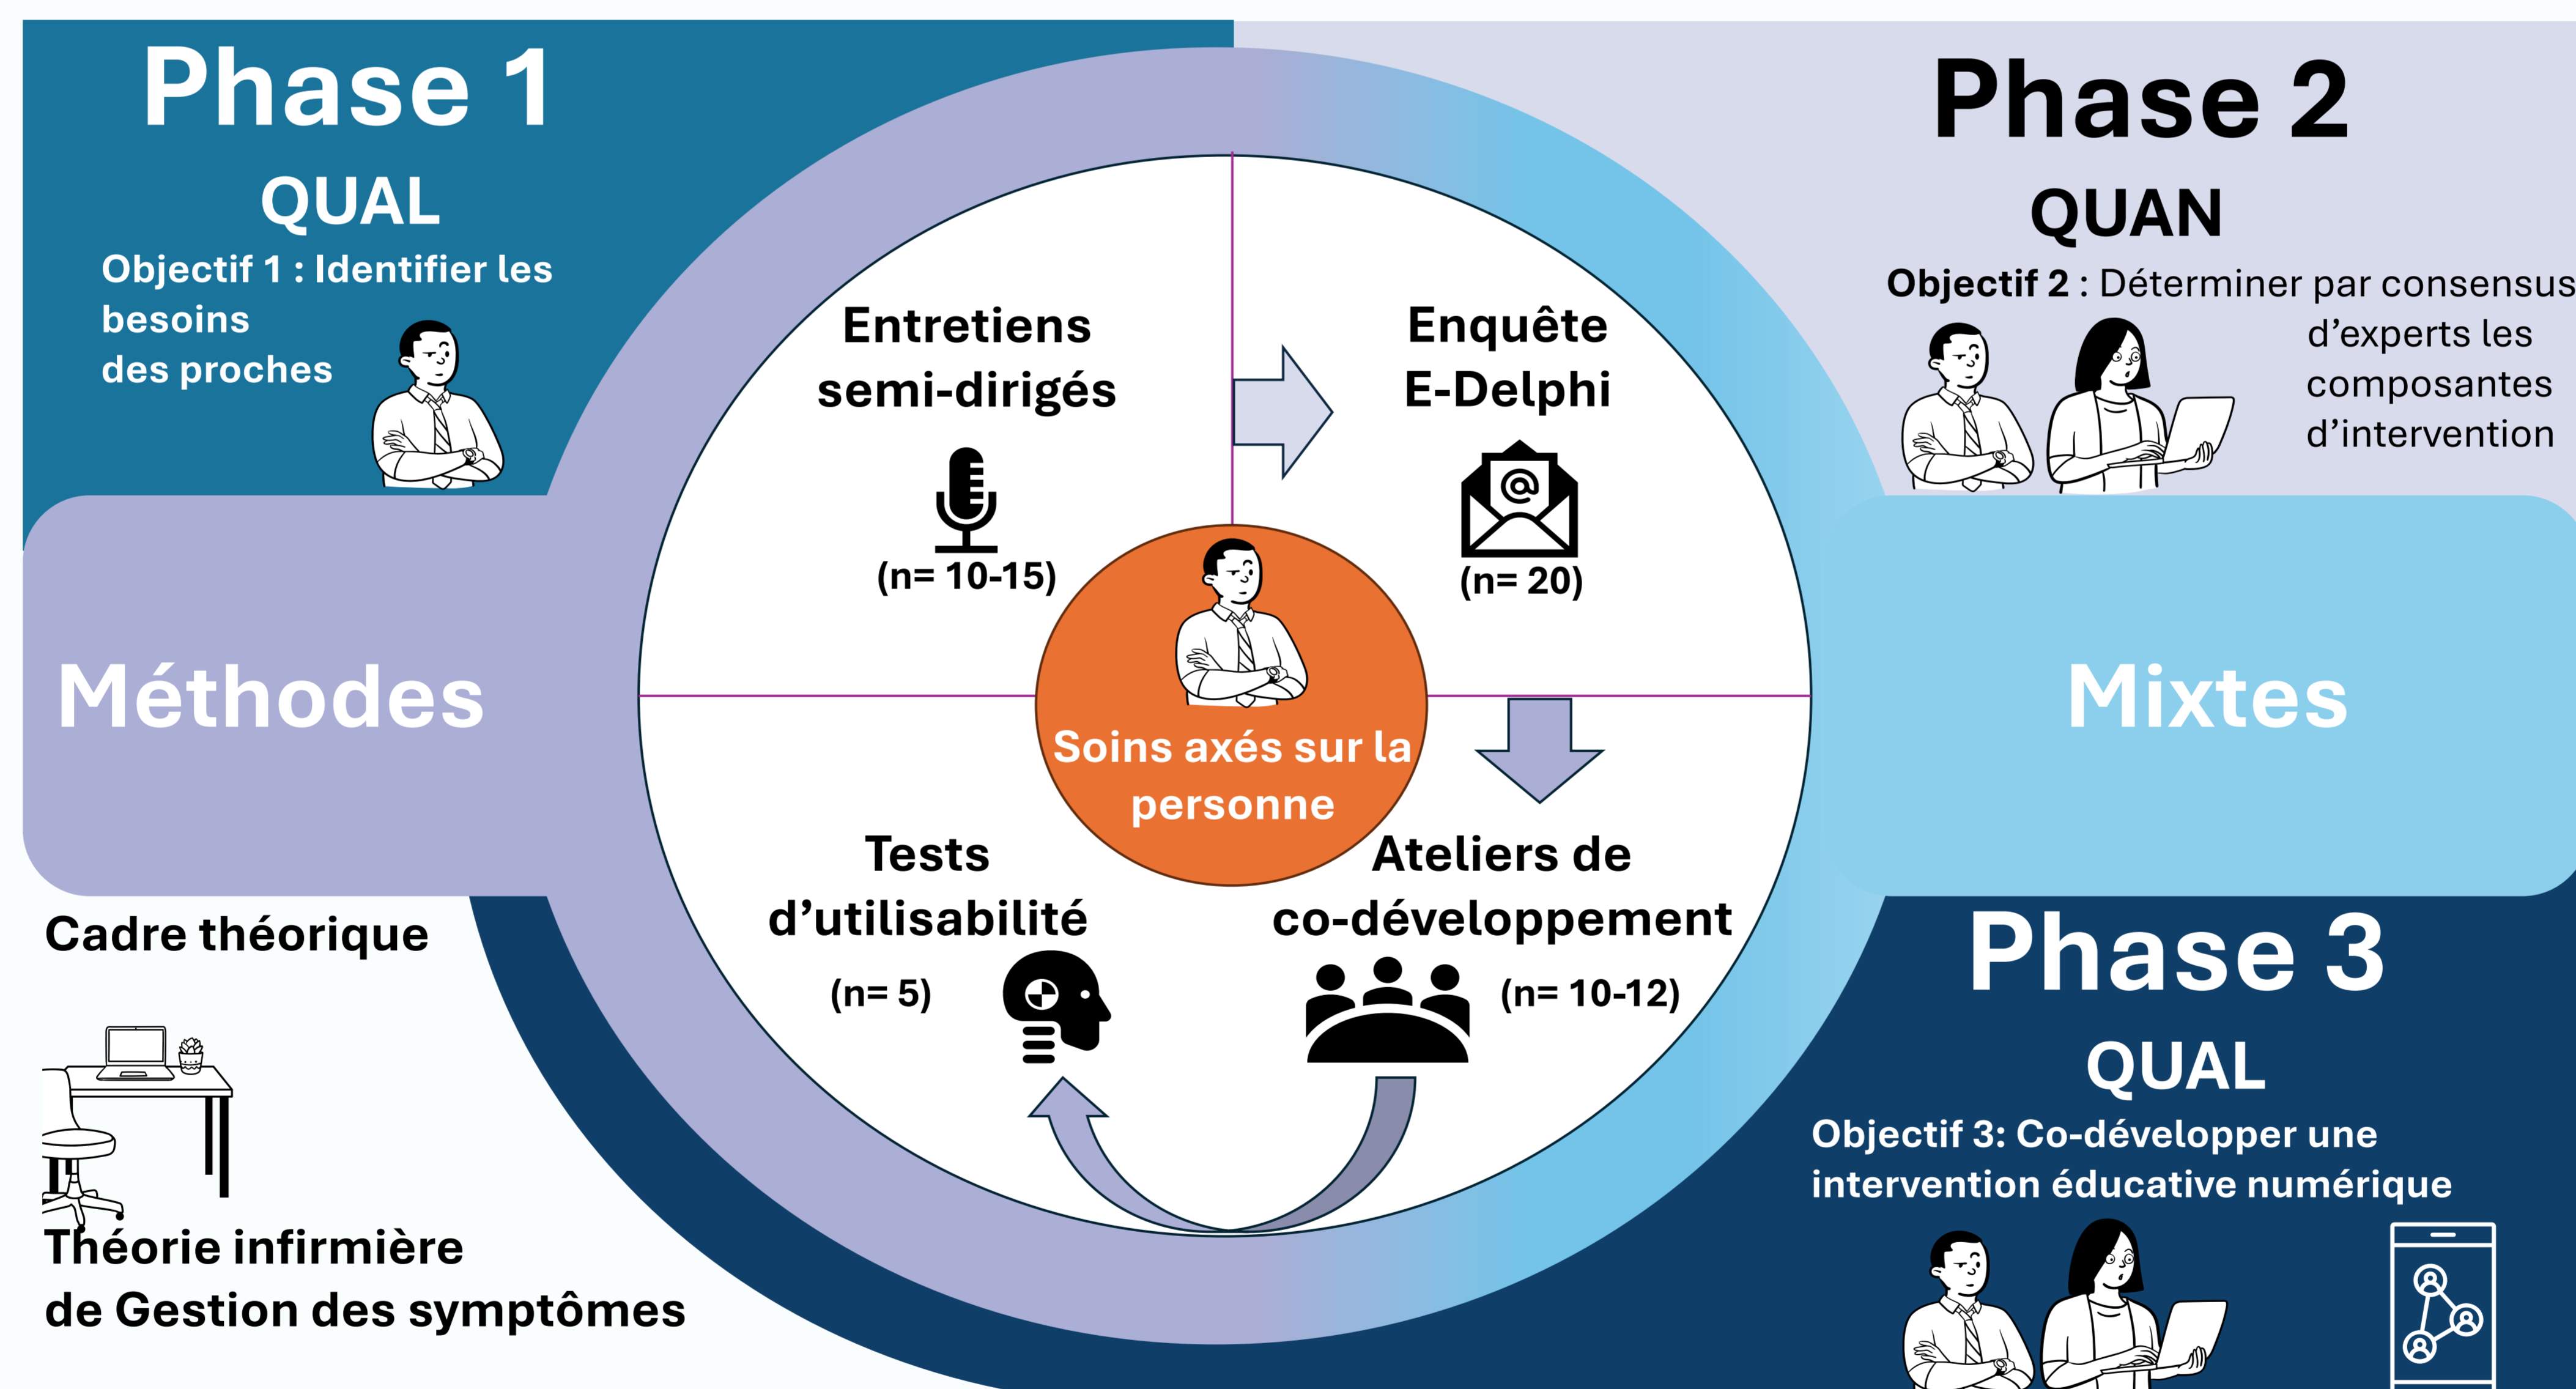 Phase 1
QUAL
Objectif 1 : Identifier les
besoins
des proches
Phase 2
QUAN
Objectif 2 : Déterminer par consensus
d’experts les
composantes
d’intervention
Entretiens
semi-dirigés
(n= 10-15)
Enquête
E-Delphi
@
(n= 20)
Méthodes
Soins axés sur la
personne
Mixtes
Tests
d’utilisabilité
(n= 5)
Ateliers de
co-développement
(n= 10-12)
Cadre théorique
Théorie infirmière
de Gestion des symptômes
Phase 3
QUAL
Objectif 3: Co-développer une
intervention éducative numérique